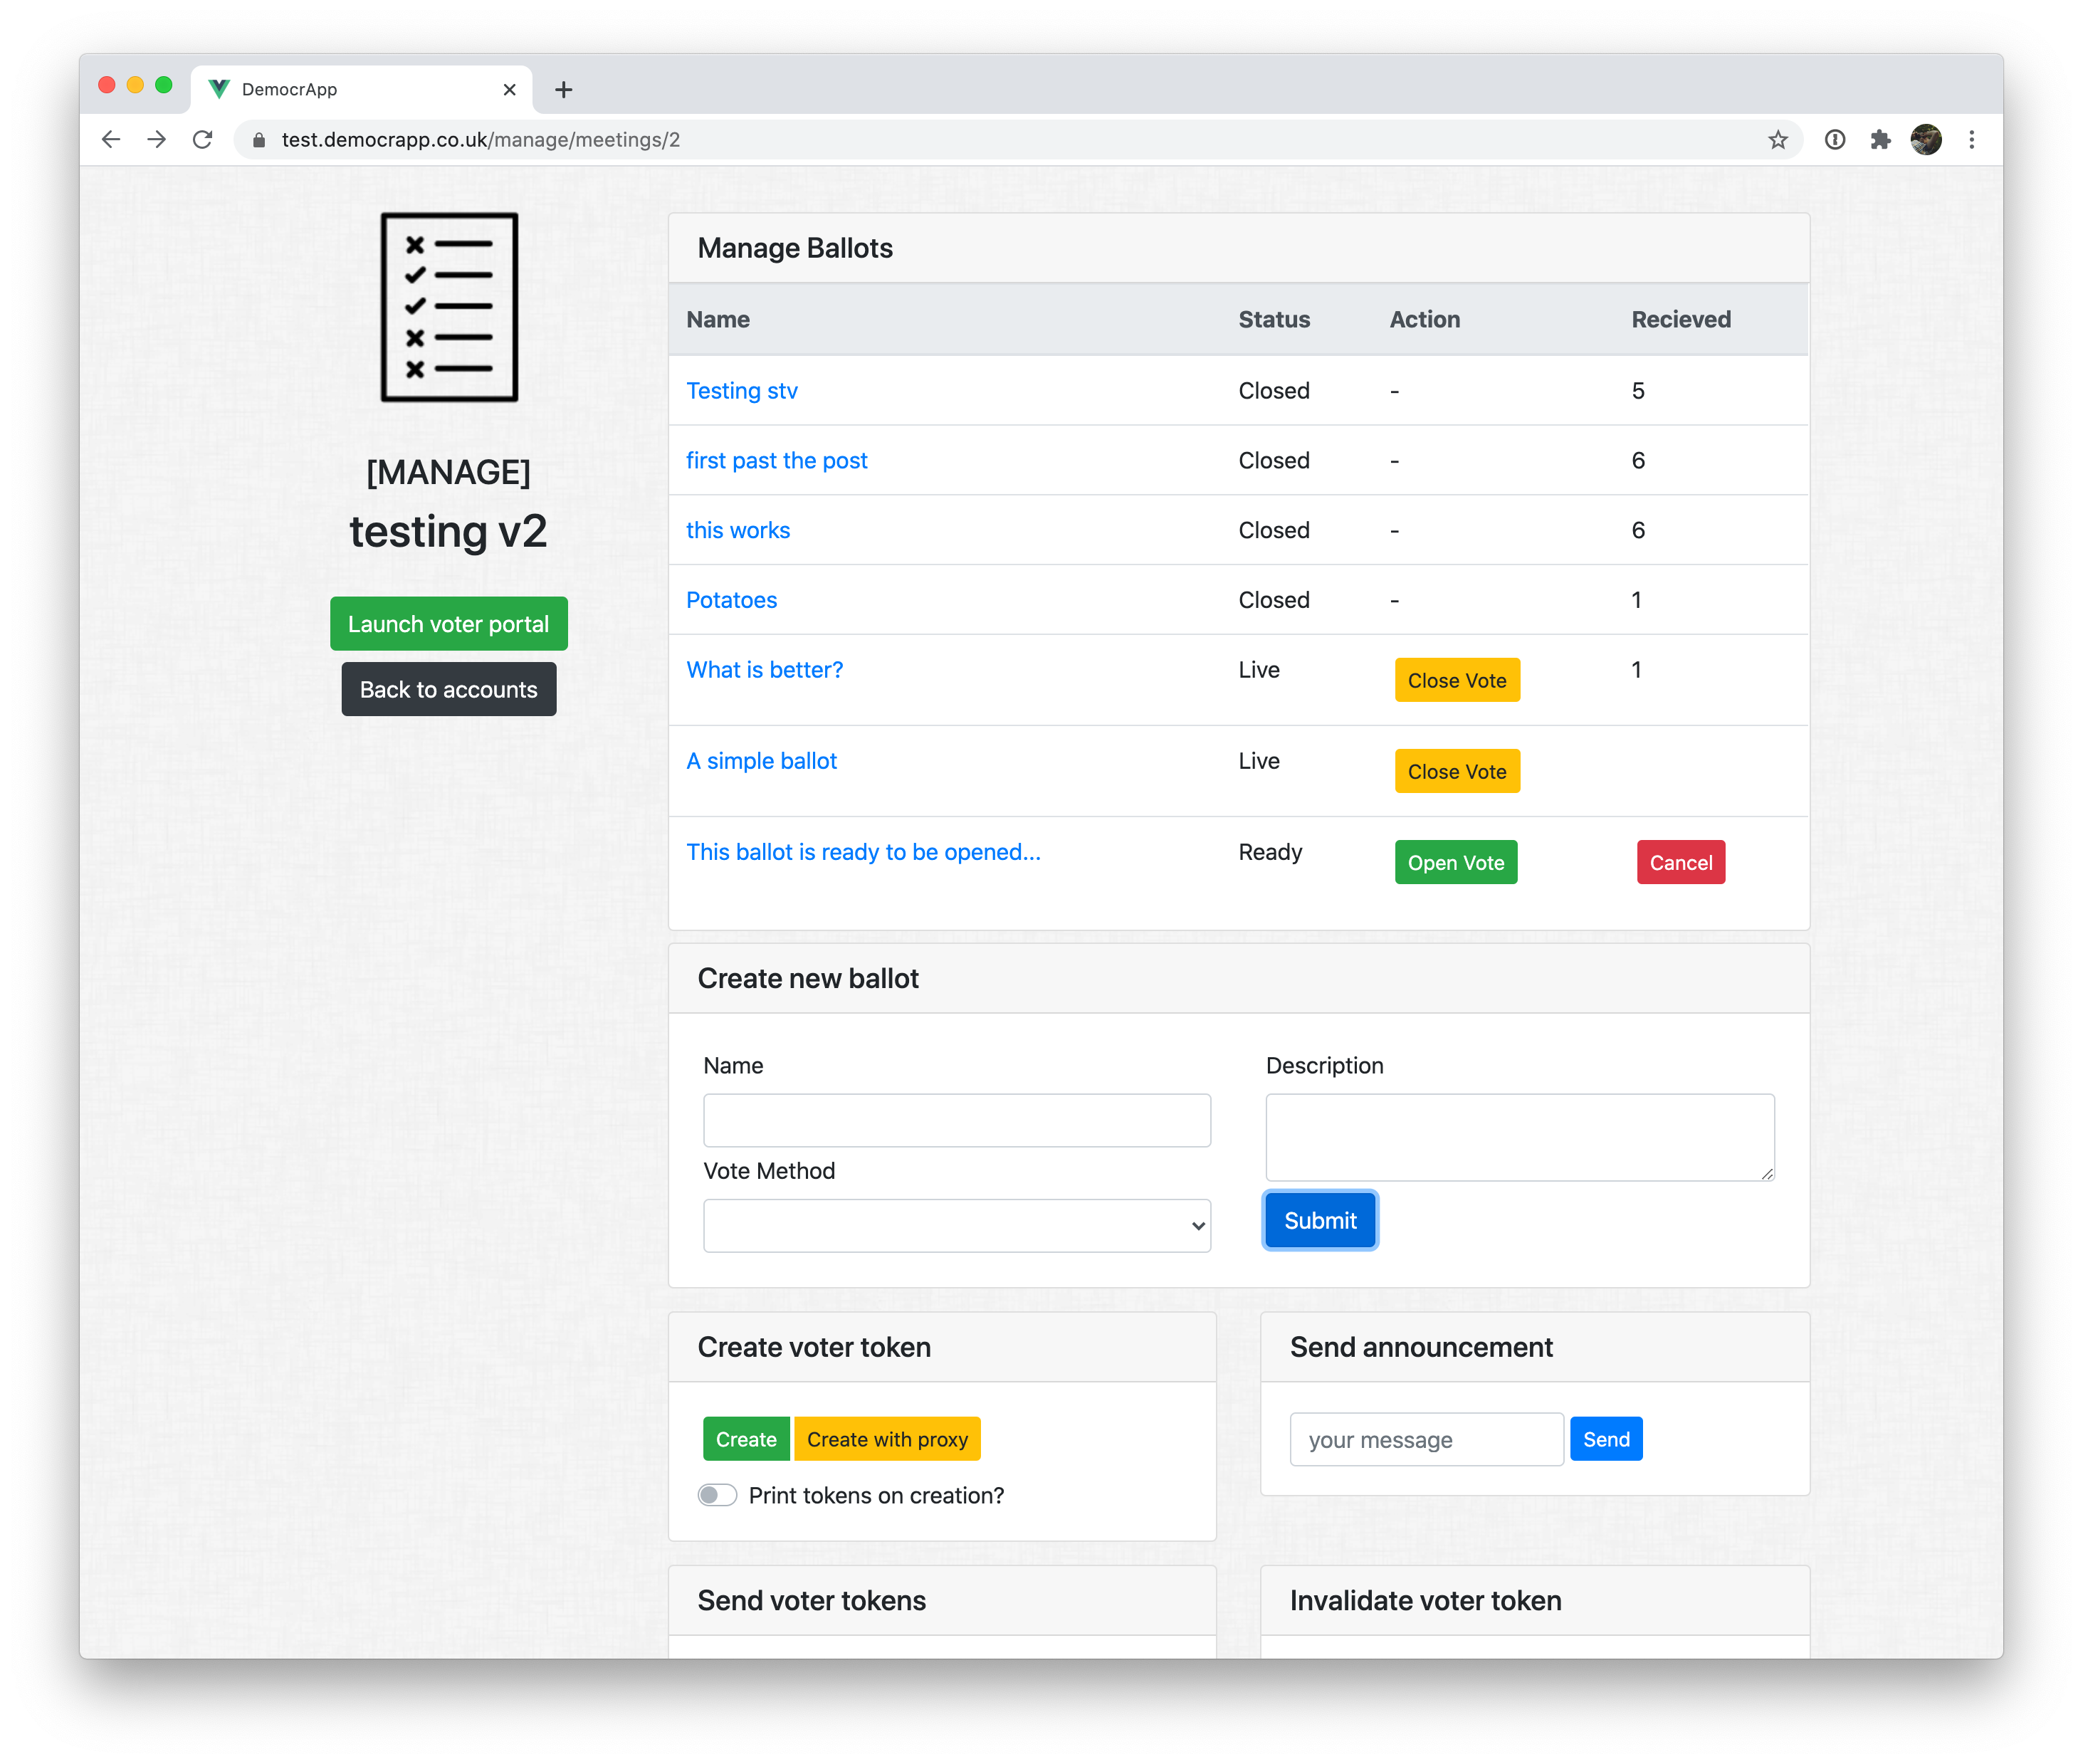 DemocrApp
test.democrapp.co.uk/manage/meetings/2
[MANAGE]
testing v2
Launch voter portal
Back to accounts
Manage Ballots
Name Status Action Recieved
Testing stv Closed - 5
first past the post Closed - 6
this works Closed - 6
Potatoes Closed - 1
What is better? Live Close Vote 1
A simple ballot Live Close Vote
This ballot is ready to be opened... Ready Open Vote Cancel
Create new ballot
Name Description
Vote Method
Submit
Create voter token
Create Create with proxy
Print tokens on creation?
Send announcement
your message Send
Send voter tokens
Invalidate voter token